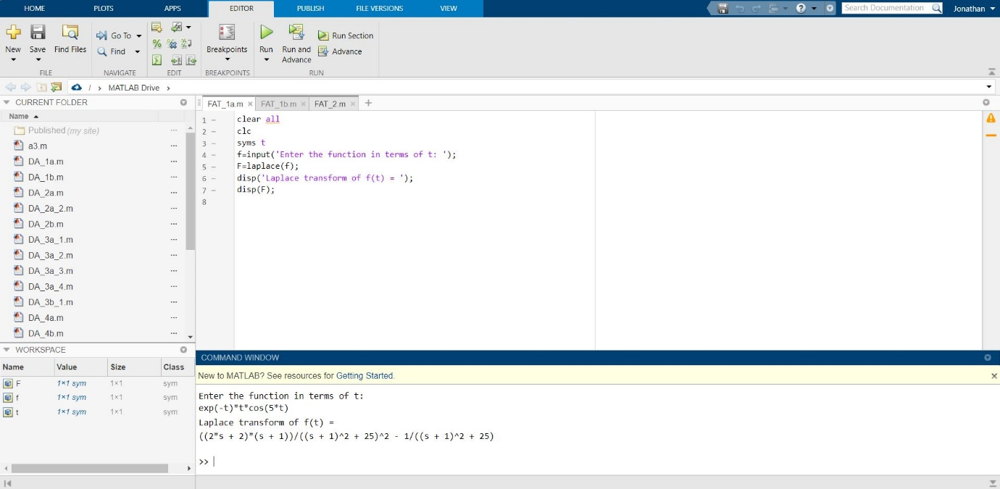 HOME PLOTS APPS EDITOR PUBLISH FILE VERSIONS VIEW Search Documentation Jonathan
New Save Find Files Go To Find Breakpoints Run Run and Advance Run Section Advance
FILE NAVIGATE EDIT BREAKPOINTS RUN
/ > MATLAB Drive >
CURRENT FOLDER
Name
Published (my site)
a3.m
DA_1a.m
DA_1b.m
DA_2a.m
DA_2a_2.m
DA_2b.m
DA_3a_1.m
DA_3a_2.m
DA_3a_3.m
DA_3a_4.m
DA_3b_1.m
DA_4a.m
DA_4b.m
WORKSPACE
Name Value Size Class
F 1×1 sym 1×1 sym
f 1×1 sym 1×1 sym
t 1×1 sym 1×1 sym
FAT_1a.m × FAT_1b.m × FAT_2.m × +
1 – clear all
2 – clc
3 – syms t
4 – f=input('Enter the function in terms of t: ');
5 – F=laplace(f);
6 – disp('Laplace transform of f(t) = ');
7 – disp(F);
8
COMMAND WINDOW
New to MATLAB? See resources for Getting Started.
Enter the function in terms of t:
exp(-t)*t*cos(5*t)
Laplace transform of f(t) =
((2*s + 2)*(s + 1))/((s + 1)^2 + 25)^2 - 1/((s + 1)^2 + 25)
>>